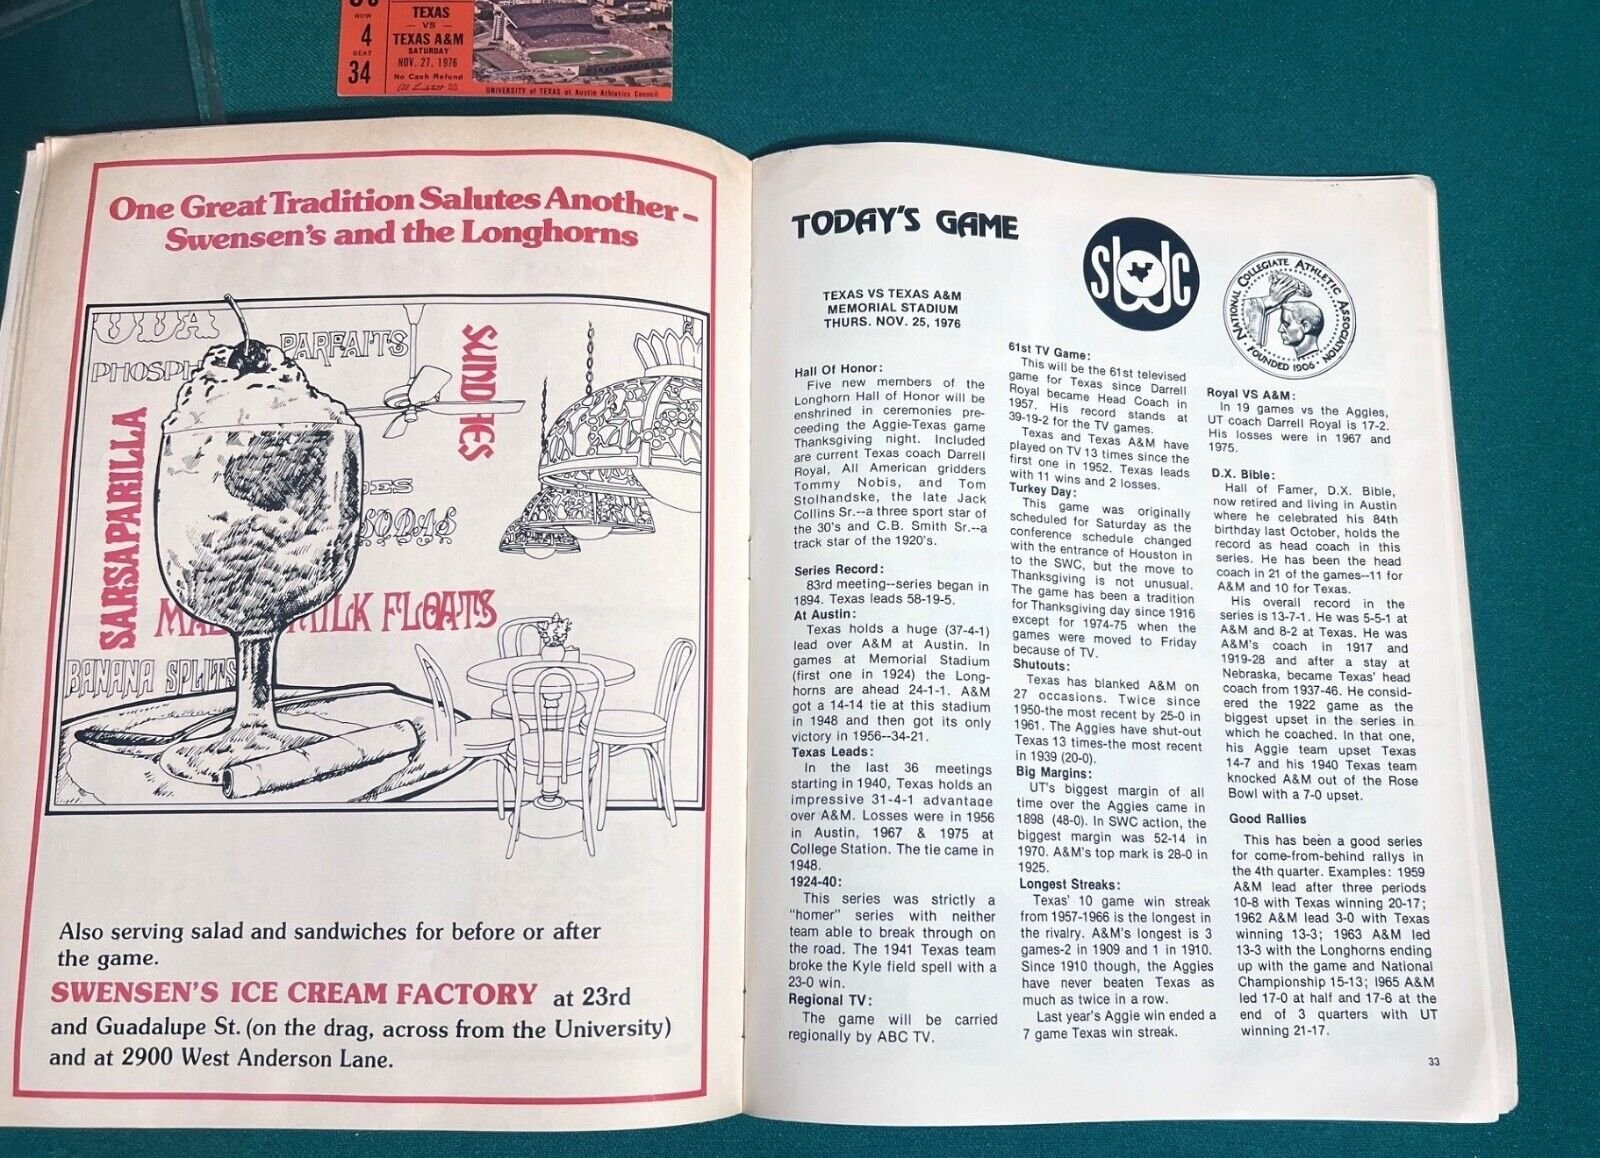 TEXAS
NOW
VS
4
TEXAS A&M
SEAT
SATURDAY
34
NOV. 27, 1976
No Cash Refund
UNIVERSITY of TEXAS at Austin Athletics Council
One Great Tradition Salutes Another-
Swensen's and the Longhorns
PARFAITS
SUNDAES
SARSAPARILLA
SODAS
MILK FLOATS
BANANA SPLITS
Also serving salad and sandwiches for before or after
the game.
SWENSEN'S ICE CREAM FACTORY at 23rd
and Guadalupe St. (on the drag, across from the University)
and at 2900 West Anderson Lane.
TODAY'S GAME
SWC
NATIONAL COLLEGIATE ATHLETIC ASSOCIATION
FOUNDED 1906
TEXAS VS TEXAS A&M
MEMORIAL STADIUM
THURS. NOV. 25, 1976
Hall Of Honor:
Five new members of the
Longhorn Hall of Honor will be
enshrined in ceremonies pre-
ceeding the Aggie-Texas game
Thanksgiving night. Included
are current Texas coach Darrell
Royal, All American gridders
Tommy Nobis, and Tom
Stolhandske, the late Jack
Collins Sr.--a three sport star of
the 30's and C.B. Smith Sr.--a
track star of the 1920's.
Series Record:
83rd meeting--series began in
1894. Texas leads 58-19-5.
At Austin:
Texas holds a huge (37-4-1)
lead over A&M at Austin. In
games at Memorial Stadium
(first one in 1924) the Long-
horns are ahead 24-1-1. A&M
got a 14-14 tie at this stadium
in 1948 and then got its only
victory in 1956--34-21.
Texas Leads:
In the last 36 meetings
starting in 1940, Texas holds an
impressive 31-4-1 advantage
over A&M. Losses were in 1956
in Austin, 1967 & 1975 at
College Station. The tie came in
1948.
1924-40:
This series was strictly a
"homer" series with neither
team able to break through on
the road. The 1941 Texas team
broke the Kyle field spell with a
23-0 win.
Regional TV:
The game will be carried
regionally by ABC TV.
61st TV Game:
This will be the 61st televised
game for Texas since Darrell
Royal became Head Coach in
1957. His record stands at
39-19-2 for the TV games.
Texas and Texas A&M have
played on TV 13 times since the
first one in 1952. Texas leads
with 11 wins and 2 losses.
Turkey Day:
This game was originally
scheduled for Saturday as the
conference schedule changed
with the entrance of Houston in
to the SWC, but the move to
Thanksgiving is not unusual.
The game has been a tradition
for Thanksgiving day since 1916
except for 1974-75 when the
games were moved to Friday
because of TV.
Shutouts:
Texas has blanked A&M on
27 occasions. Twice since
1950-the most recent by 25-0 in
1961. The Aggies have shut-out
Texas 13 times-the most recent
in 1939 (20-0).
Big Margins:
UT's biggest margin of all
time over the Aggies came in
1898 (48-0). In SWC action, the
biggest margin was 52-14 in
1970. A&M's top mark is 28-0 in
1925.
Longest Streaks:
Texas' 10 game win streak
from 1957-1966 is the longest in
the rivalry. A&M's longest is 3
games-2 in 1909 and 1 in 1910.
Since 1910 though, the Aggies
have never beaten Texas as
much as twice in a row.
Last year's Aggie win ended a
7 game Texas win streak.
Royal VS A&M:
In 19 games vs the Aggies,
UT coach Darrell Royal is 17-2.
His losses were in 1967 and
1975.
D.X. Bible:
Hall of Famer, D.X. Bible,
now retired and living in Austin
where he celebrated his 84th
birthday last October, holds the
record as head coach in this
series. He has been the head
coach in 21 of the games--11 for
A&M and 10 for Texas.
His overall record in the
series is 13-7-1. He was 5-5-1 at
A&M and 8-2 at Texas. He was
A&M's coach in 1917 and
1919-28 and after a stay at
Nebraska, became Texas' head
coach from 1937-46. He consid-
ered the 1922 game as the
biggest upset in the series in
which he coached. In that one,
his Aggie team upset Texas
14-7 and his 1940 Texas team
knocked A&M out of the Rose
Bowl with a 7-0 upset.
Good Rallies
This has been a good series
for come-from-behind rallys in
the 4th quarter. Examples: 1959
A&M lead after three periods
10-8 with Texas winning 20-17;
1962 A&M lead 3-0 with Texas
winning 13-3; 1963 A&M led
13-3 with the Longhorns ending
up with the game and National
Championship 15-13; 1965 A&M
led 17-0 at half and 17-6 at the
end of 3 quarters with UT
winning 21-17.
33